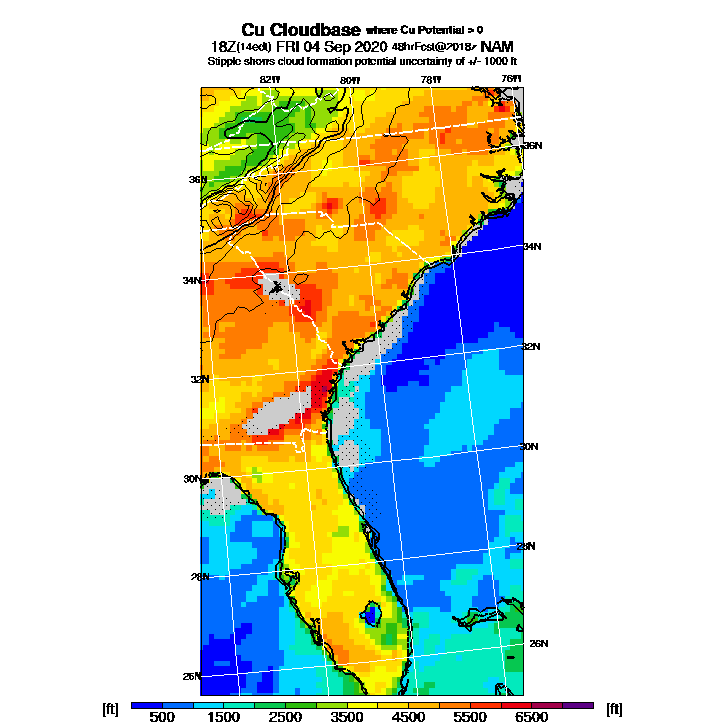 Cu Cloudbase where Cu Potential > 0
18Z(14edt) FRI 04 Sep 2020 48hrFcst@2018z NAM
Stipple shows cloud formation potential uncertainty of +/- 1000 ft
82W 80W 78W 76W
36N
36N
34N
34N
32N
32N
30N
30N
28N
28N
26N
26N
[ft] 500 1500 2500 3500 4500 5500 6500 [ft]